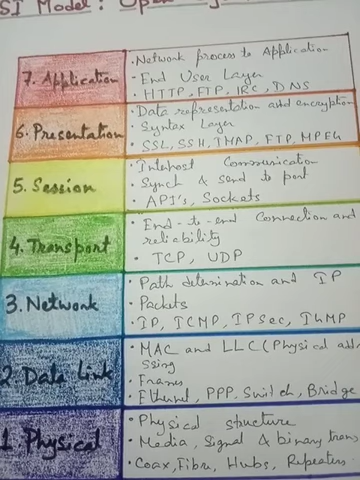 SI Model: Open
7. Application
· Network process to Application
· End User Layer
· HTTP, FTP, IRC, DNS
6. Presentation
· Data representation and encryption
· Syntax Layer
· SSL, SSH, IMAP, FTP, MPEG
5. Session
· Interhost Communication
· Synch & send to port
· API's, Sockets
4. Transport
· End-to-end Connection and
reliability
· TCP, UDP
3. Network
· Path determination and IP
· Packets
· IP, ICMP, IPSec, IGMP
2. Data Link
· MAC and LLC (Physical addre
ssing
· Frames
· Ethernet, PPP, Switch, Bridge
1. Physical
· Physical structure
· Media, Signal & binary trans
· Coax, Fibre, Hubs, Repeaters